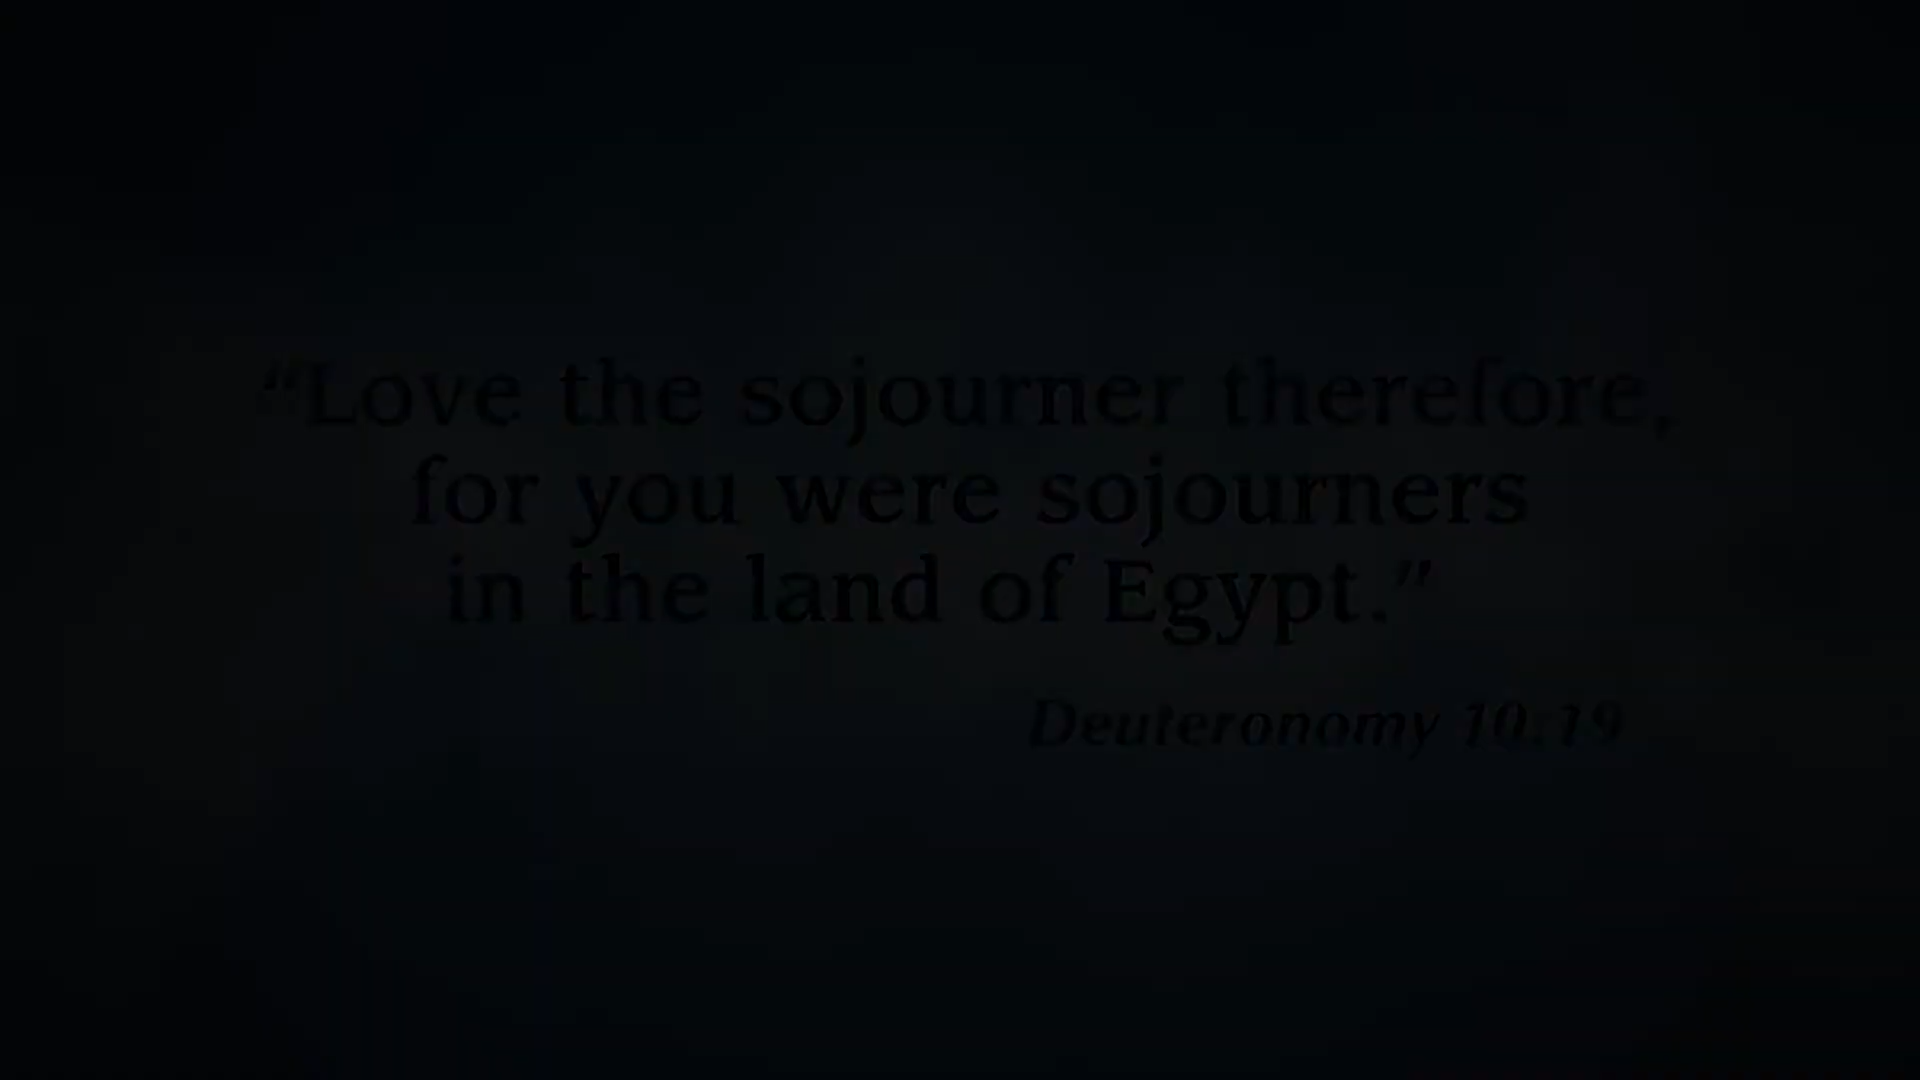 "Love the sojourner therefore,
for you were sojourners
in the land of Egypt."
Deuteronomy 10:19